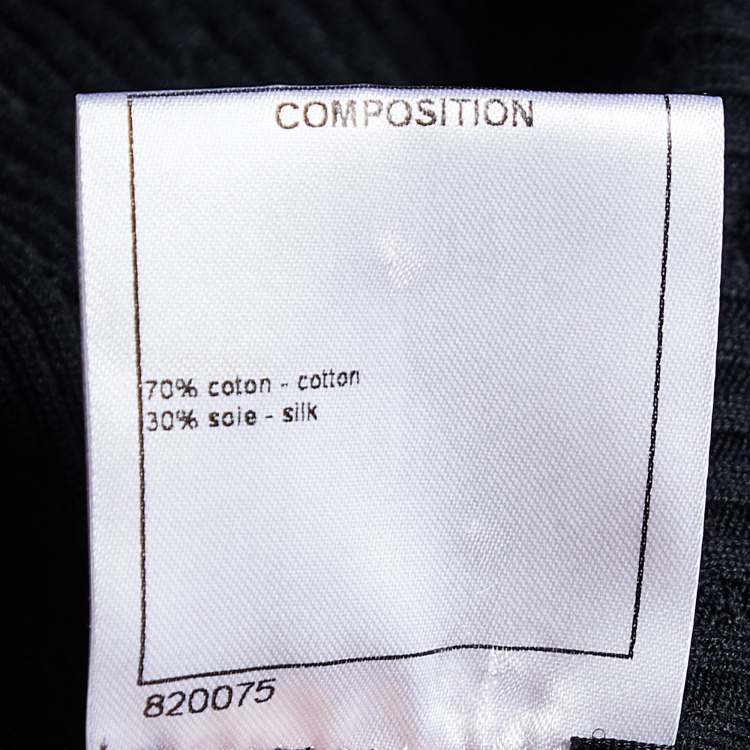 COMPOSITION
70% coton - cotton
30% soie - silk
820075